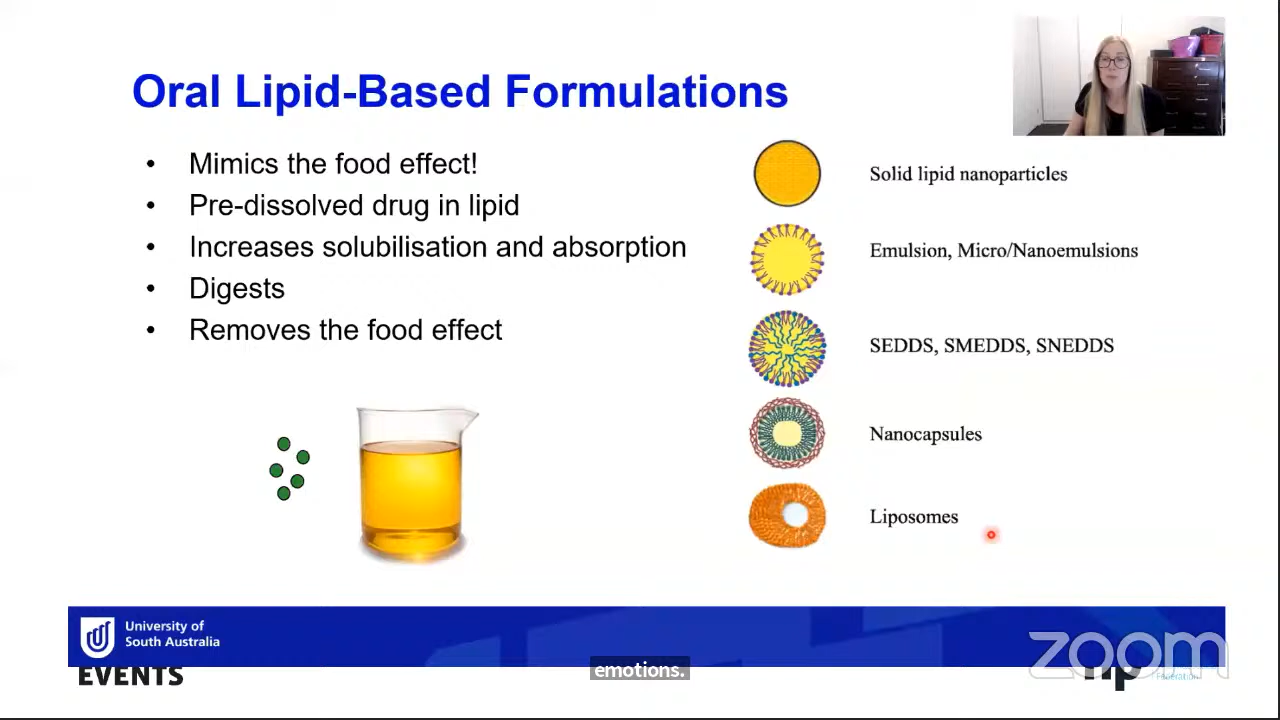 Oral Lipid-Based Formulations
• Mimics the food effect!
• Pre-dissolved drug in lipid
• Increases solubilisation and absorption
• Digests
• Removes the food effect
Solid lipid nanoparticles
Emulsion, Micro/Nanoemulsions
SEDDS, SMEDDS, SNEDDS
Nanocapsules
Liposomes
University of
South Australia
EVENTS
emotions.
zoom
Federation